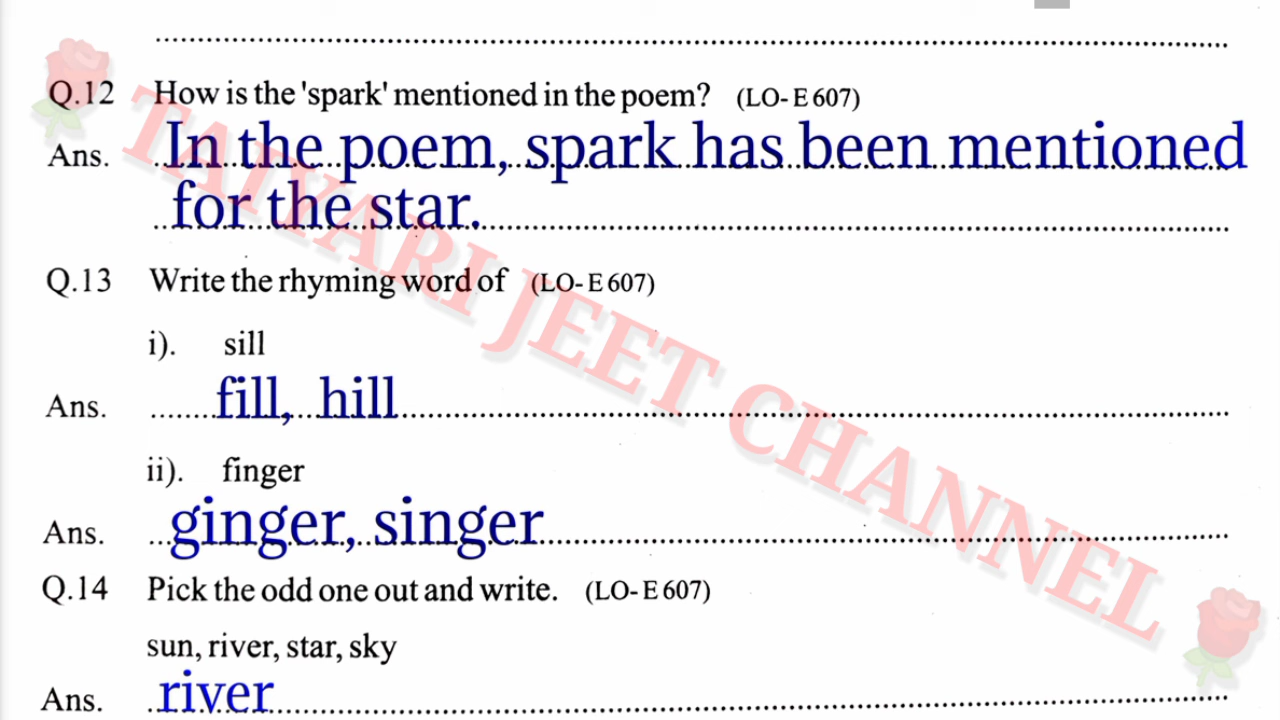 Q.12 How is the 'spark' mentioned in the poem? (LO- E 607)
Ans. In the poem, spark has been mentioned
for the star.
Q.13 Write the rhyming word of (LO- E 607)
i). sill
Ans. fill, hill
ii). finger
Ans. ginger, singer
Q.14 Pick the odd one out and write. (LO- E 607)
sun, river, star, sky
Ans. river
TAIYARI JEET CHANNEL